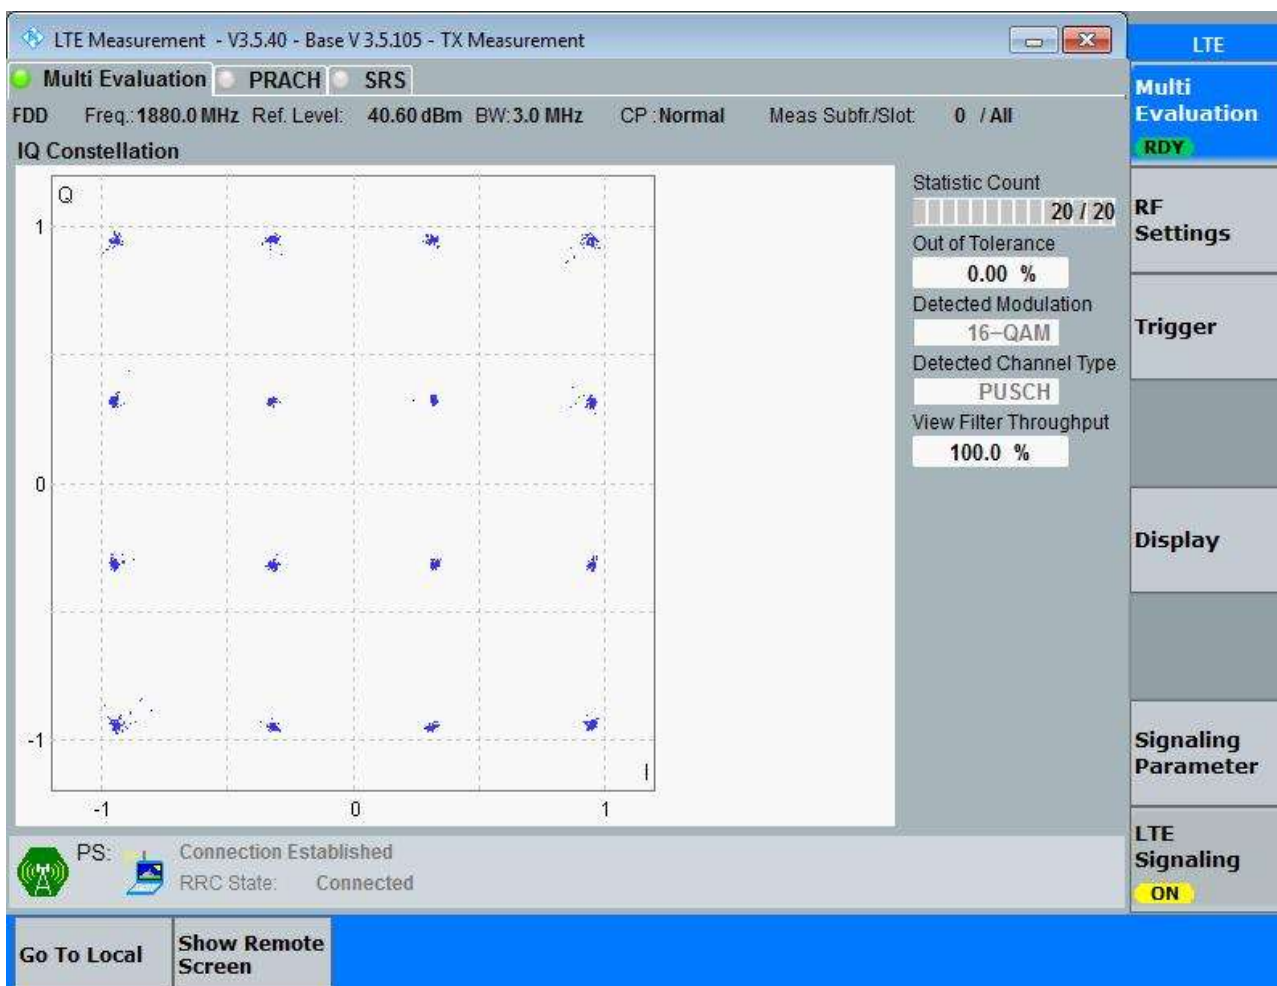 LTE Measurement - V3.5.40 - Base V 3.5.105 - TX Measurement
LTE
Multi Evaluation PRACH SRS
FDD Freq.: 1880.0 MHz Ref. Level: 40.60 dBm BW: 3.0 MHz CP : Normal Meas Subfr./Slot: 0 / All
IQ Constellation
Q
1
0
-1
I
-1 0 1
Statistic Count
20 / 20
Out of Tolerance
0.00 %
Detected Modulation
16-QAM
Detected Channel Type
PUSCH
View Filter Throughput
100.0 %
Multi
Evaluation
RDY
RF
Settings
Trigger
Display
Signaling
Parameter
LTE
Signaling
ON
PS: Connection Established
RRC State: Connected
Go To Local
Show Remote
Screen